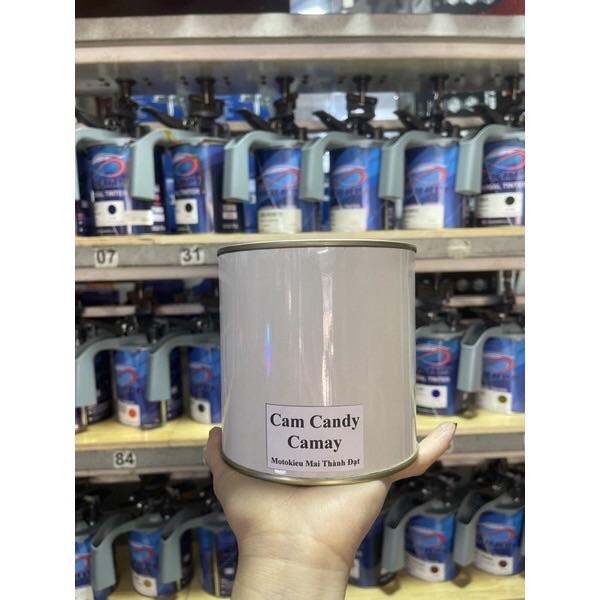 07
31
84
Cam Candy
Camay
Motokieu Mai Thành Đạt